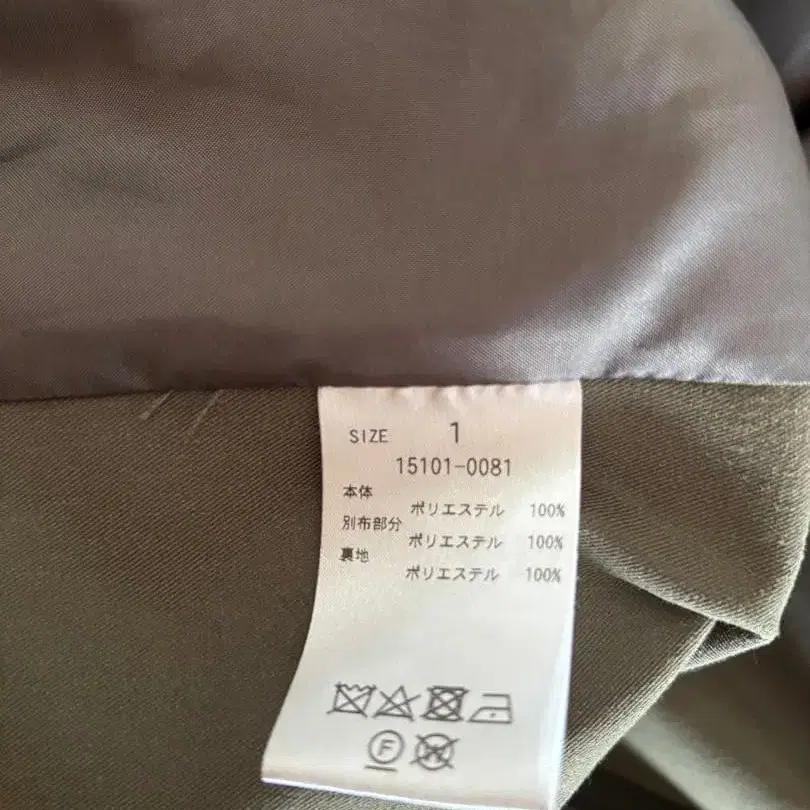 SIZE 1
15101-0081
本体
ポリエステル 100%
別布部分
ポリエステル 100%
裏地
ポリエステル 100%
F W